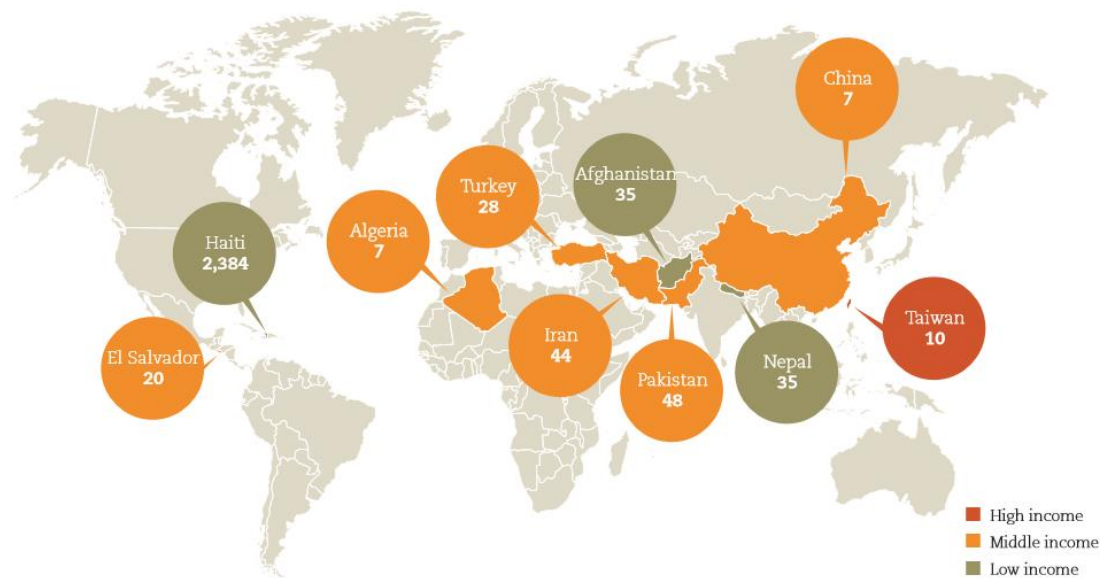 China
7
Afghanistan
35
Turkey
28
Algeria
7
Haiti
2,384
Taiwan
10
Iran
44
El Salvador
20
Pakistan
48
Nepal
35
High income
Middle income
Low income